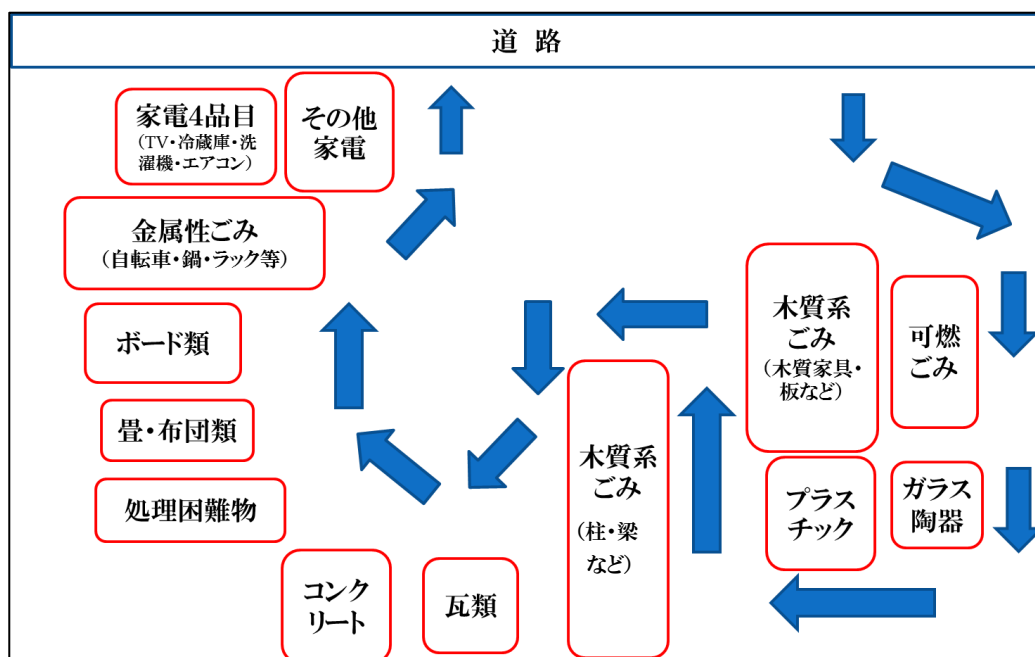 道 路
家電4品目
（TV・冷蔵庫・洗
濯機・エアコン）
その他
家電
金属性ごみ
（自転車・鍋・ラック等）
ボード類
畳・布団類
処理困難物
コンク
リート
瓦類
木質系
ごみ
（柱・梁
など）
木質系
ごみ
（木質家具・
板など）
可燃
ごみ
プラス
チック
ガラス
陶器